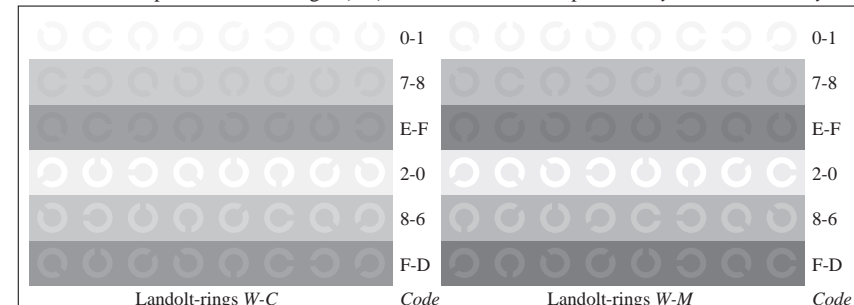 0-1 0-1
7-8 7-8
E-F E-F
2-0 2-0
8-6 8-6
F-D F-D
Landolt-rings W-C Code Landolt-rings W-M Code